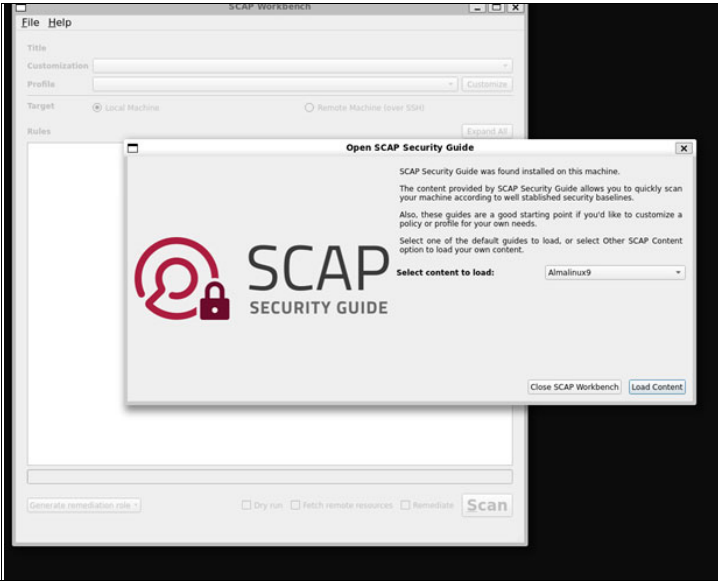 SCAP Workbench
File Help
Title
Customization
Profile
Customize
Target
Local Machine
Remote Machine (over SSH)
Rules
Expand All
Open SCAP Security Guide
SCAP Security Guide was found installed on this machine.
The content provided by SCAP Security Guide allows you to quickly scan
your machine according to well stablished security baselines.
Also, these guides are a good starting point if you'd like to customize a
policy or profile for your own needs.
Select one of the default guides to load, or select Other SCAP Content
option to load your own content.
SCAP
SECURITY GUIDE
Select content to load:
Almalinux9
Close SCAP Workbench
Load Content
Generate remediation role
Dry run
Fetch remote resources
Remediate
Scan